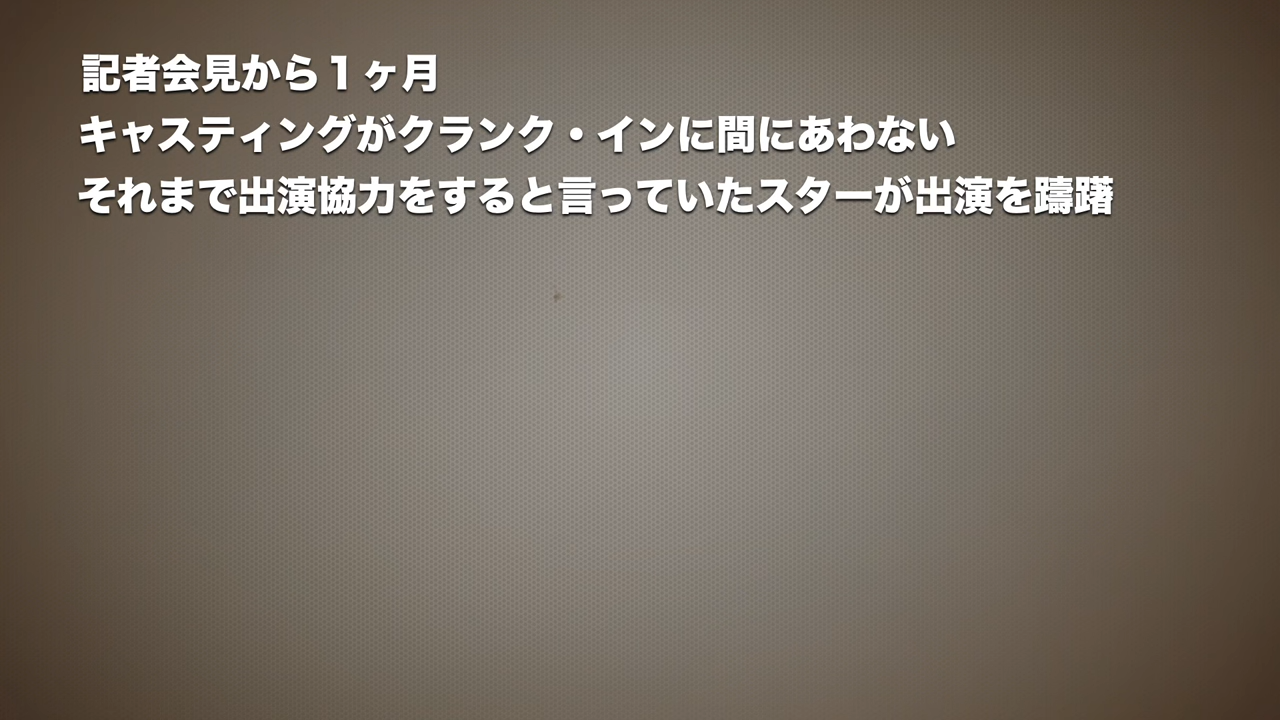 記者会見から１ヶ月
キャスティングがクランク・インに間にあわない
それまで出演協力をすると言っていたスターが出演を躊躇